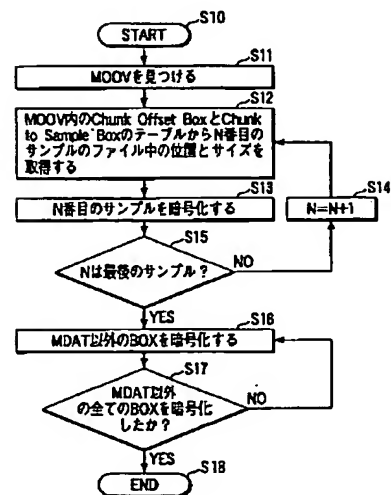 S10
START
S11
MOOVを見つける
S12
MOOV内のChunk Offset BoxとChunk
to Sample BoxのテーブルからN番目の
サンプルのファイル中の位置とサイズを
取得する
S13
N番目のサンプルを暗号化する
S14
N=N+1
S15
Nは最後のサンプル?
NO
YES
S16
MDAT以外のBOXを暗号化する
S17
MDAT以外
の全てのBOXを暗号化
したか?
NO
YES
S18
END